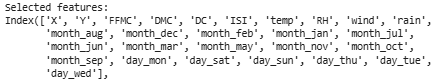 Selected features:
Index(['X', 'Y', 'FFMC', 'DMC', 'DC', 'ISI', 'temp', 'RH', 'wind', 'rain',
'month_aug', 'month_dec', 'month_feb', 'month_jan', 'month_jul',
'month_jun', 'month_mar', 'month_may', 'month_nov', 'month_oct',
'month_sep', 'day_mon', 'day_sat', 'day_sun', 'day_thu', 'day_tue',
'day_wed'],